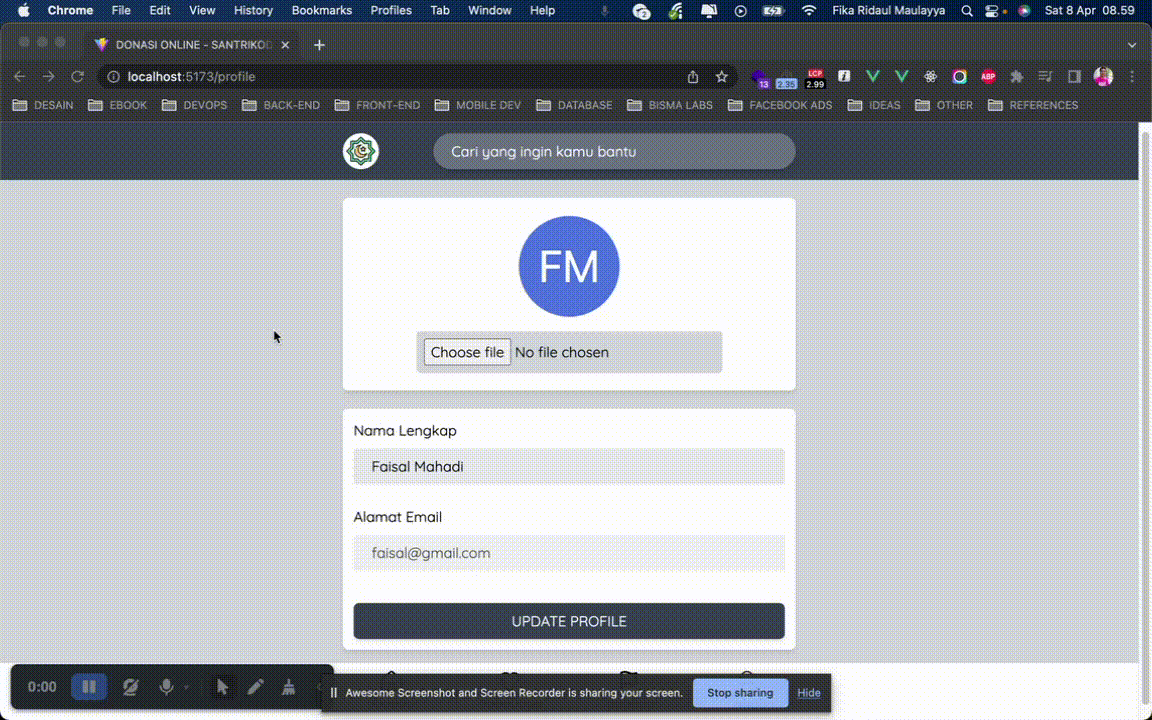 Chrome File Edit View History Bookmarks Profiles Tab Window Help Fika Ridaul Maulayya Sat 8 Apr 08.59
DONASI ONLINE - SANTRIKOD
localhost:5173/profile
13 2.35 LCP 2.99 ABP
DESAIN EBOOK DEVOPS BACK-END FRONT-END MOBILE DEV DATABASE BISMA LABS FACEBOOK ADS IDEAS OTHER REFERENCES
Cari yang ingin kamu bantu
FM
Choose file No file chosen
Nama Lengkap
Faisal Mahadi
Alamat Email
faisal@gmail.com
UPDATE PROFILE
0:00
Awesome Screenshot and Screen Recorder is sharing your screen. Stop sharing Hide